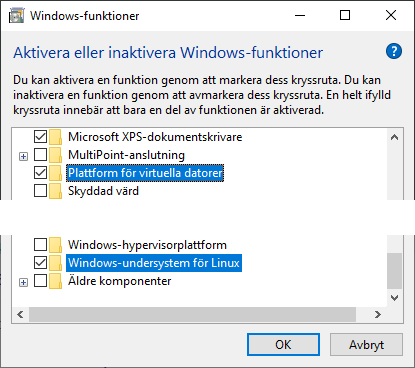 Windows-funktioner
Aktivera eller inaktivera Windows-funktioner
Du kan aktivera en funktion genom att markera dess kryssruta. Du kan
inaktivera en funktion genom att avmarkera dess kryssruta. En helt ifylld
kryssruta innebär att bara en del av funktionen är aktiverad.
Microsoft XPS-dokumentskrivare
MultiPoint-anslutning
Plattform för virtuella datorer
Skyddad värd
Windows-hypervisorplattform
Windows-undersystem för Linux
Äldre komponenter
OK
Avbryt